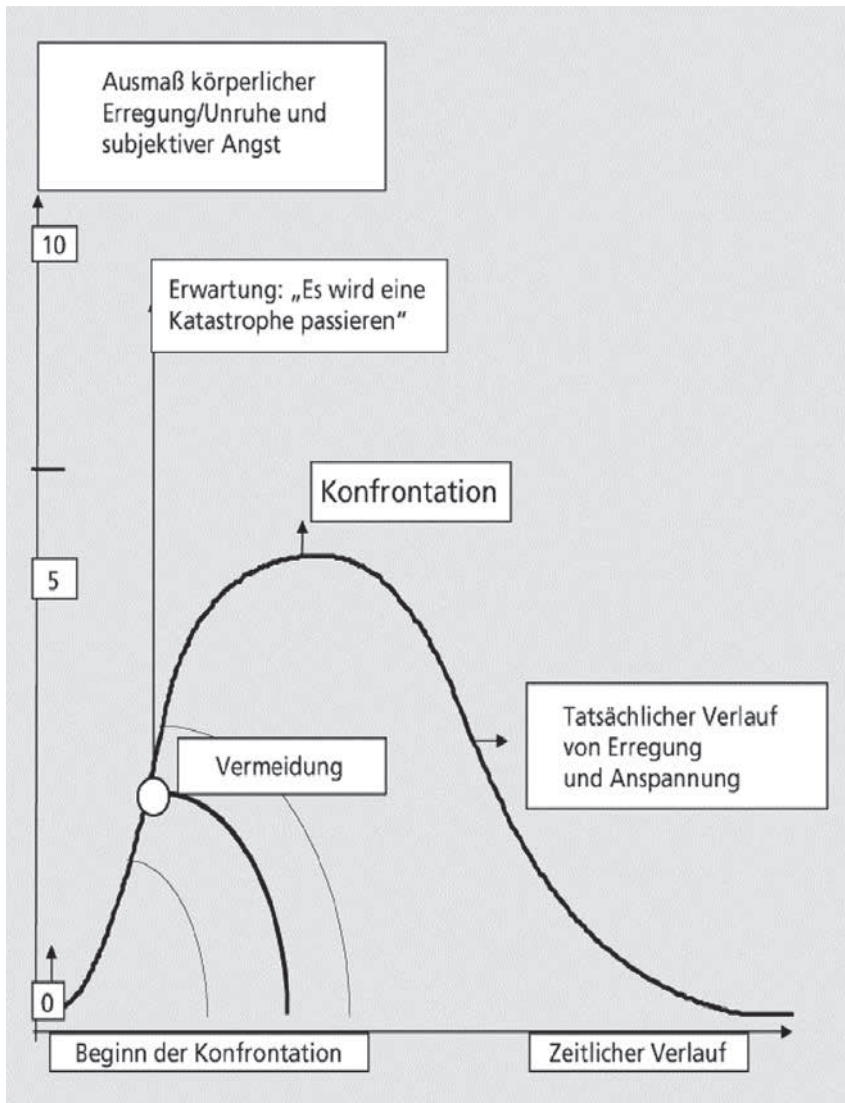 Ausmaß körperlicher
Erregung/Unruhe und
subjektiver Angst
10
Erwartung: „Es wird eine
Katastrophe passieren“
Konfrontation
5
Tatsächlicher Verlauf
von Erregung
und Anspannung
Vermeidung
0
Beginn der Konfrontation
Zeitlicher Verlauf